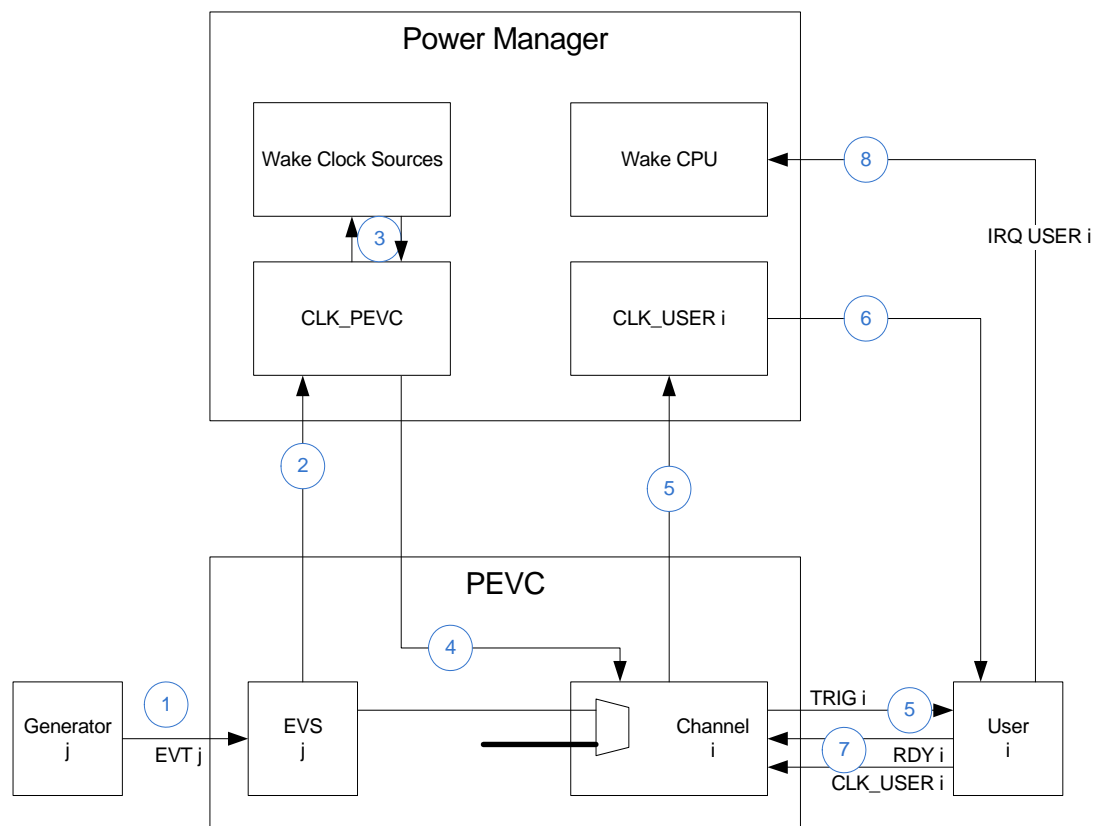 Power Manager
Wake Clock Sources
Wake CPU
8
3
IRQ USER i
CLK_PEVC
CLK_USER i
6
2
5
PEVC
4
1
TRIG i
5
Generator
j
EVT j
EVS
j
Channel
i
User
i
7
RDY i
CLK_USER i